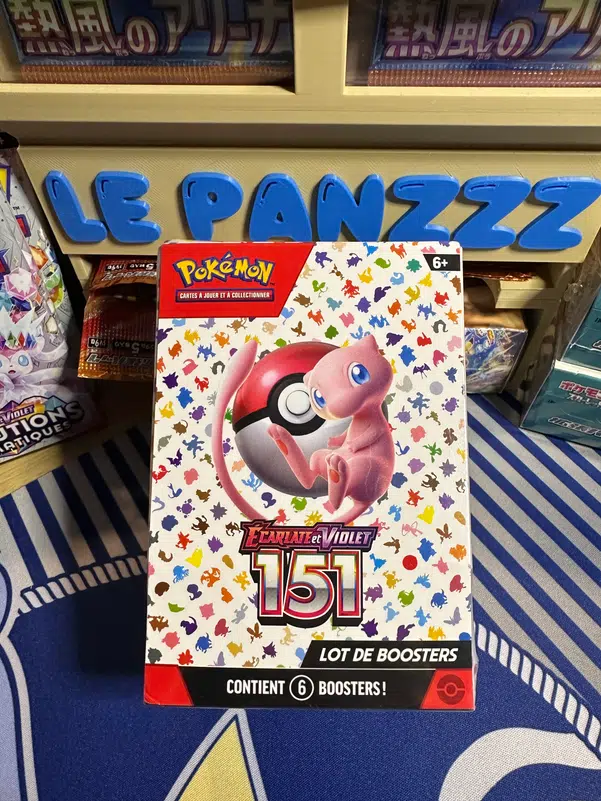 熱風のアリーナ
熱風のアリーナ
LE PANZZZ
POKÉMON
CARTES À JOUER ET À COLLECTIONNER
6+
ÉCARLATE et VIOLET
151
LOT DE BOOSTERS
CONTIENT 6 BOOSTERS !